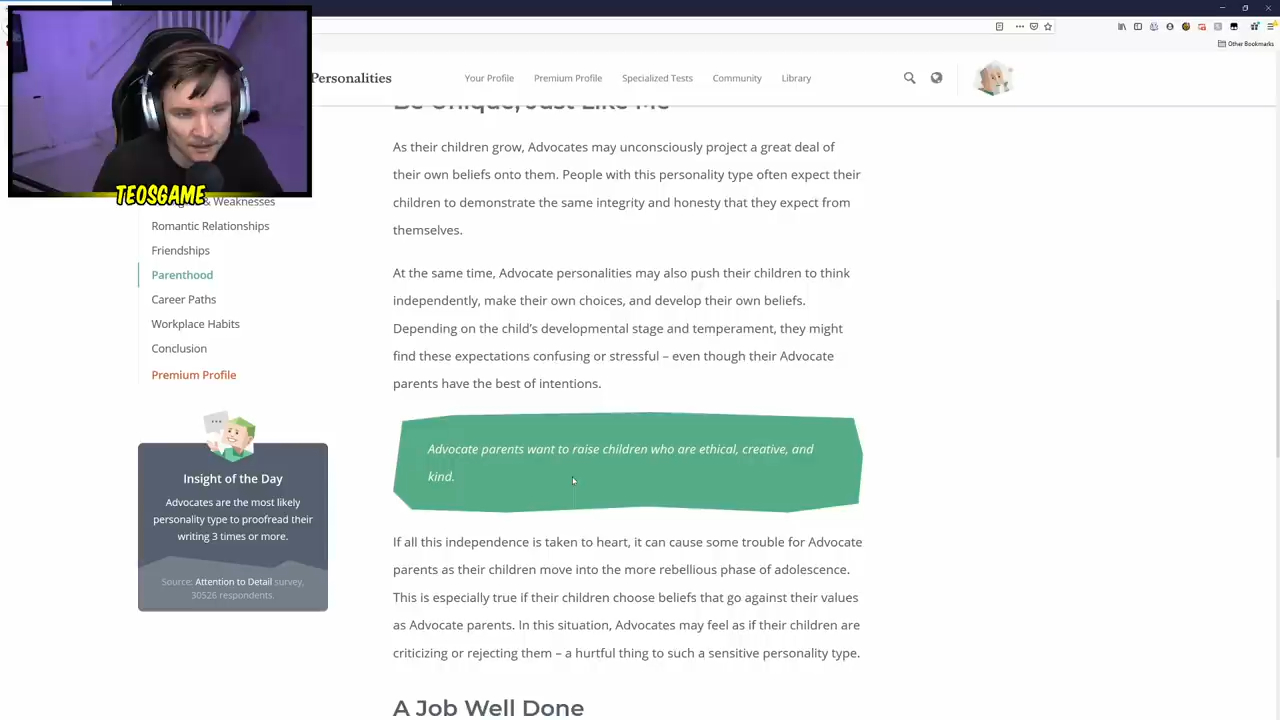 Other Bookmarks
Personalities
Your Profile
Premium Profile
Specialized Tests
Community
Library
TEOSGAME
& Weaknesses
Romantic Relationships
Friendships
Parenthood
Career Paths
Workplace Habits
Conclusion
Premium Profile
Insight of the Day
Advocates are the most likely
personality type to proofread their
writing 3 times or more.
Source: Attention to Detail survey,
30526 respondents.
Be Unique, Just Like Me
As their children grow, Advocates may unconsciously project a great deal of
their own beliefs onto them. People with this personality type often expect their
children to demonstrate the same integrity and honesty that they expect from
themselves.
At the same time, Advocate personalities may also push their children to think
independently, make their own choices, and develop their own beliefs.
Depending on the child’s developmental stage and temperament, they might
find these expectations confusing or stressful – even though their Advocate
parents have the best of intentions.
Advocate parents want to raise children who are ethical, creative, and
kind.
If all this independence is taken to heart, it can cause some trouble for Advocate
parents as their children move into the more rebellious phase of adolescence.
This is especially true if their children choose beliefs that go against their values
as Advocate parents. In this situation, Advocates may feel as if their children are
criticizing or rejecting them – a hurtful thing to such a sensitive personality type.
A Job Well Done